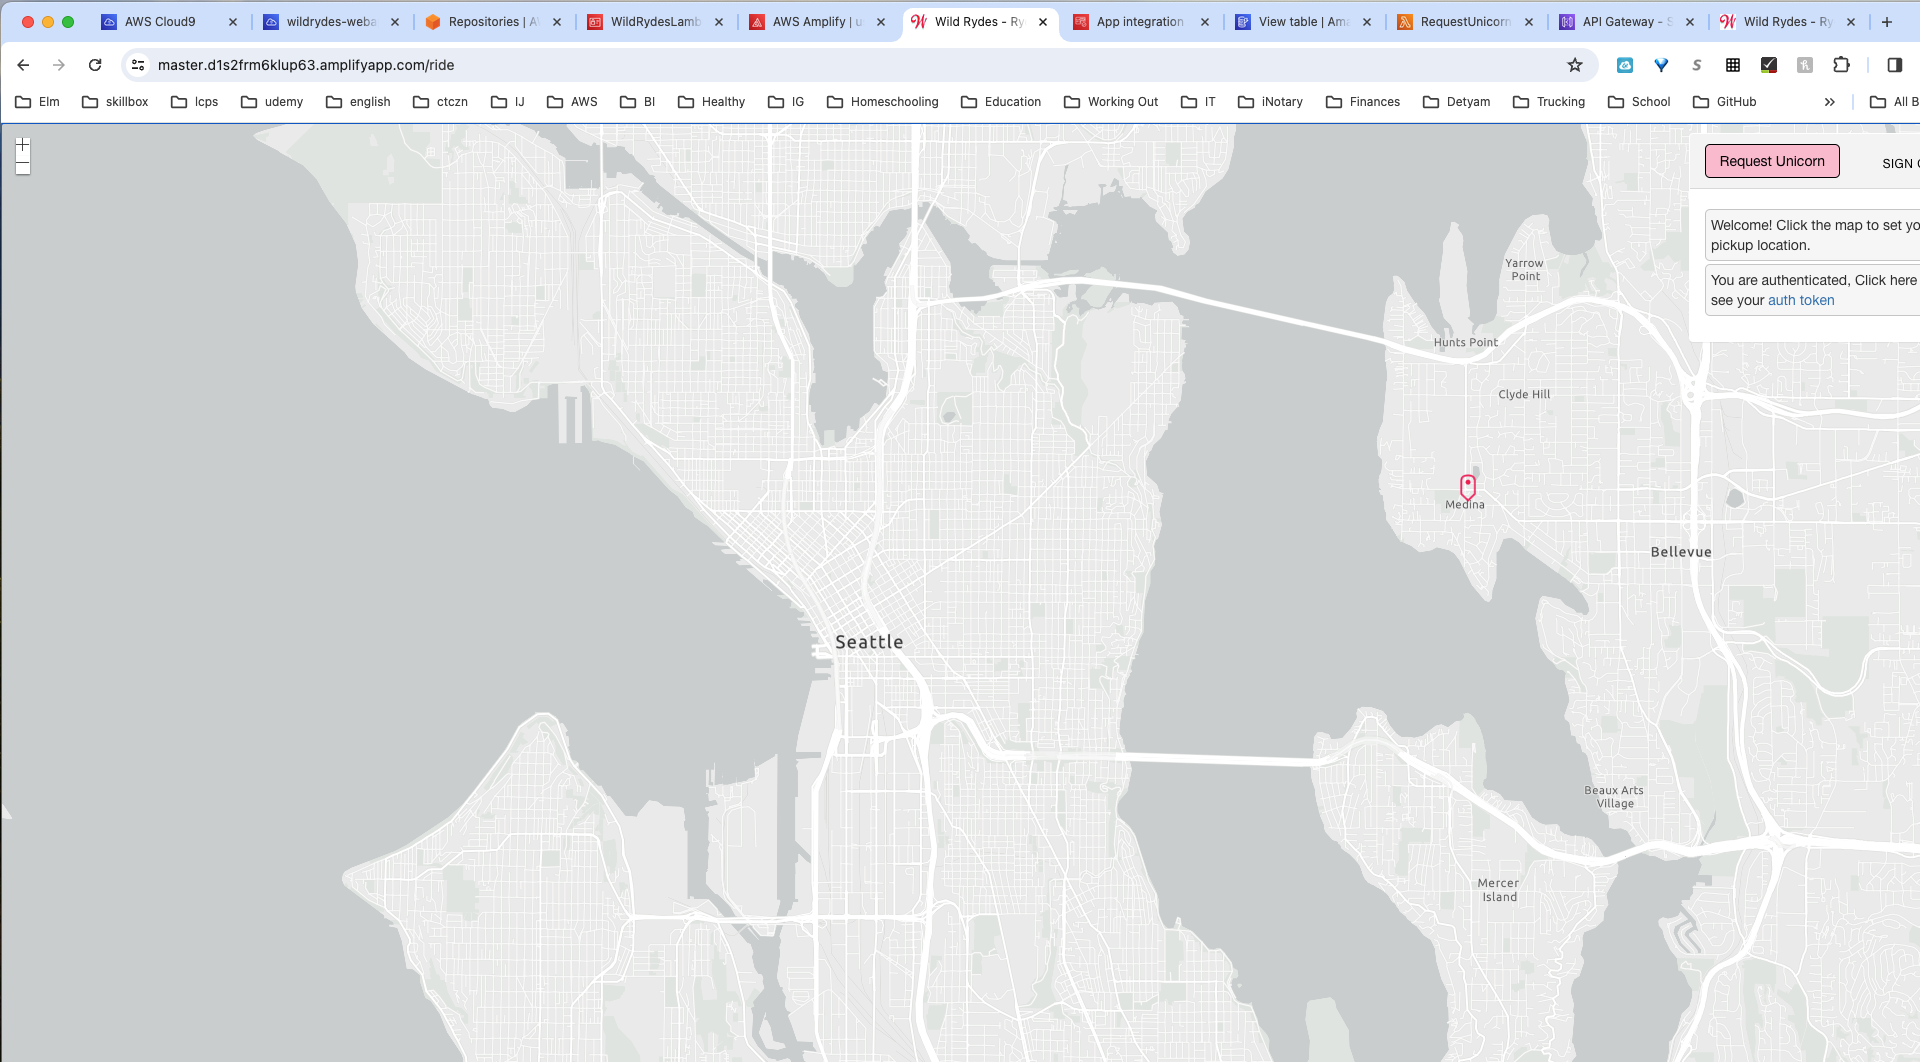 AWS Cloud9
wildrydes-weba
Repositories | A
WildRydesLamb
AWS Amplify | u
Wild Rydes - Ry
App integration
View table | Ama
RequestUnicorn
API Gateway - S
Wild Rydes - Ry
master.d1s2frm6klup63.amplifyapp.com/ride
Elm
skillbox
lcps
udemy
english
ctczn
IJ
AWS
BI
Healthy
IG
Homeschooling
Education
Working Out
IT
iNotary
Finances
Detyam
Trucking
School
GitHub
»
All B
+
−
Request Unicorn
SIGN
Welcome! Click the map to set yo
pickup location.
You are authenticated, Click here
see your auth token
Yarrow
Point
Hunts Point
Clyde Hill
Medina
Bellevue
Seattle
Beaux Arts
Village
Mercer
Island